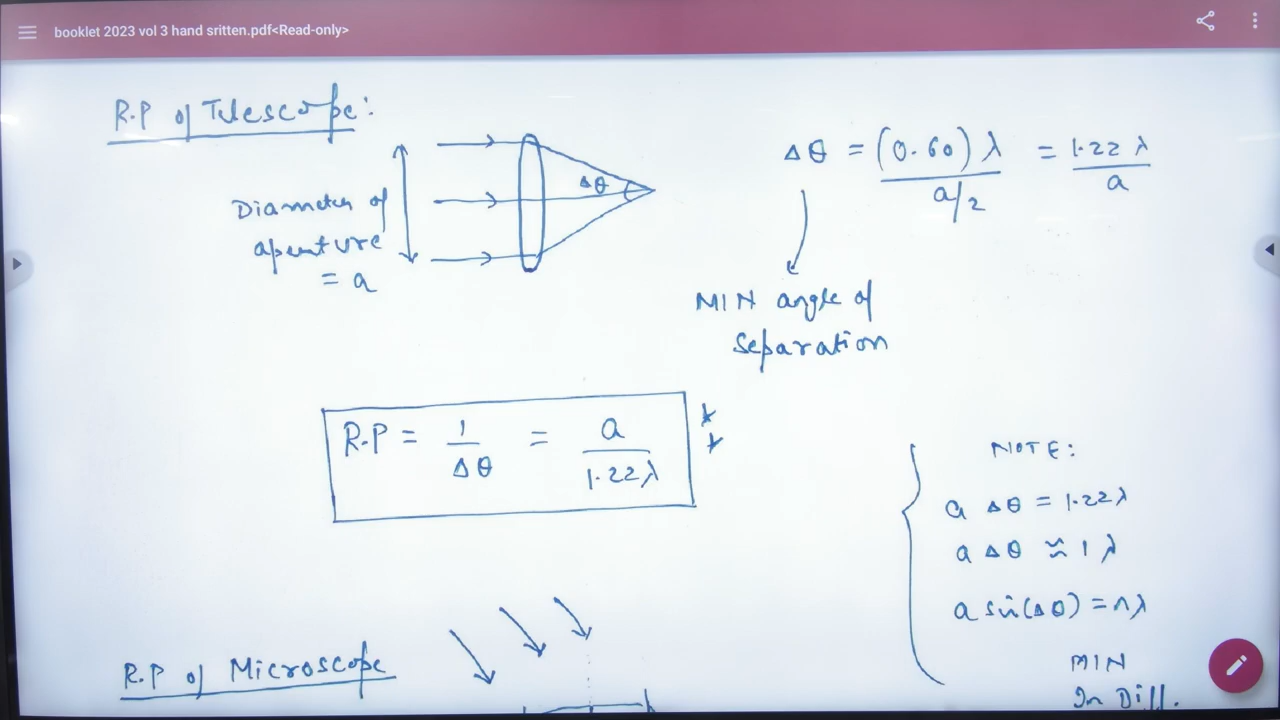 booklet 2023 vol 3 hand sritten.pdf<Read-only>
R.P of Telescope:
Diameter of
aperture
= a
Δθ
Δθ = (0.60) λ / a/2 = 1.22 λ / a
MIN angle of
separation
R.P = 1 / Δθ = a / 1.22 λ
NOTE:
a Δθ = 1.22 λ
a Δθ ≈ 1 λ
a sin(Δθ) = nλ
MIN
In Diff.
R.P of Microscope